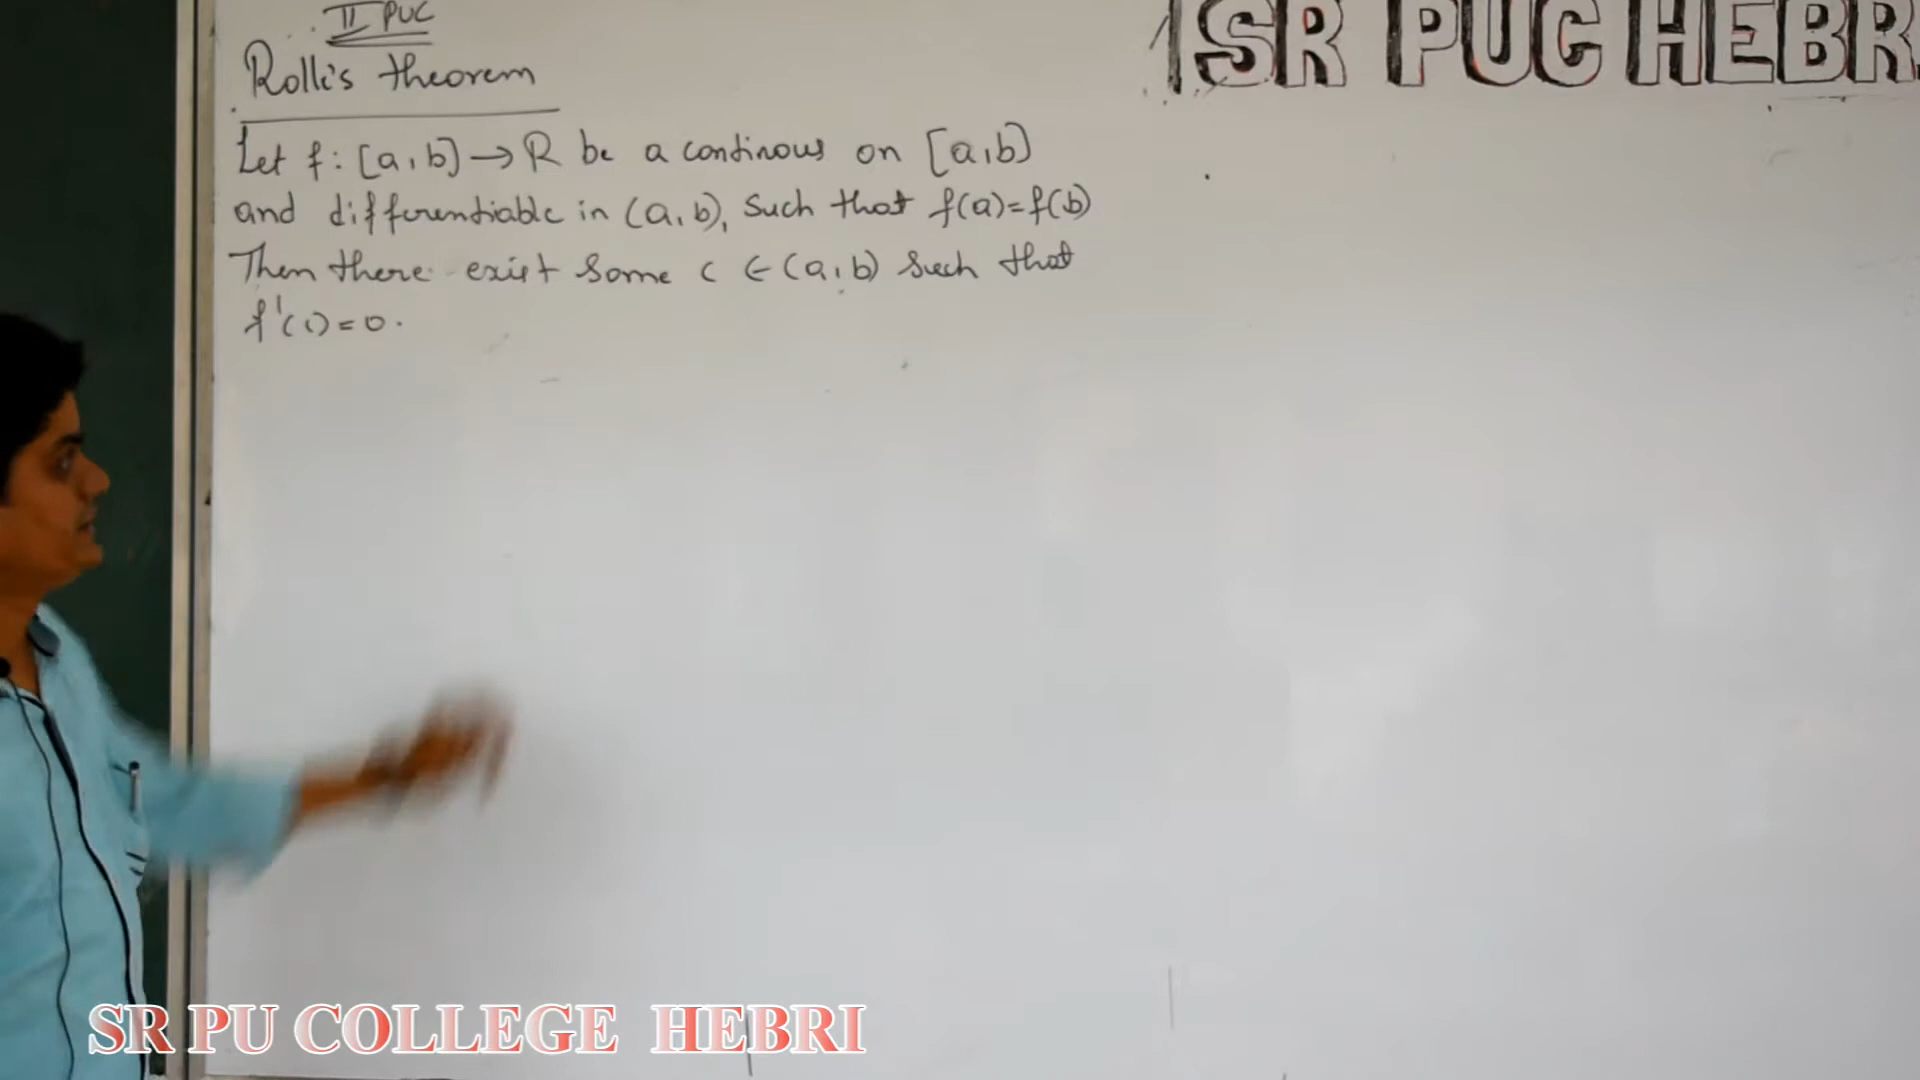 II PUC
Rolle's theorem
SR PUC HEBR
Let f: [a, b] → R be a continous on [a, b]
and differentiable in (a, b), such that f(a)=f(b)
Then there exist some c ∈ (a, b) such that
f'(c) = 0.
SR PU COLLEGE HEBRI